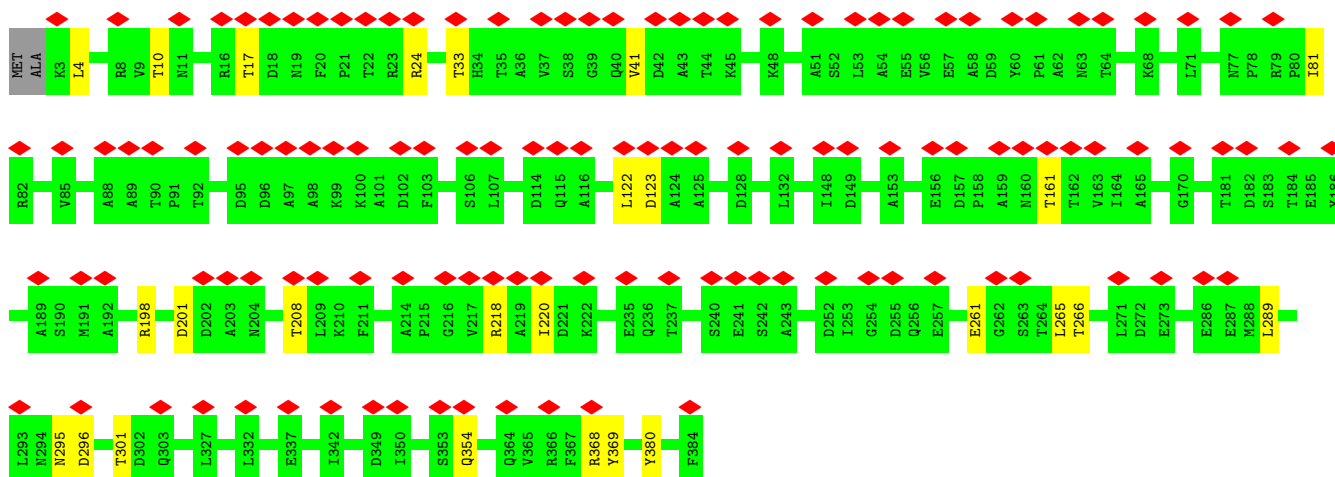 MET ALA K3 L4 R8 V9 T10 N11 R16 T17 D18 N19 F20 P21 T22 R23 R24 T33 H34 T35 A36 V37 S38 G39 Q40 V41 D42 A43 T44 K45 K48 A51 S52 L53 A54 E55 V56 E57 A58 D59 Y60 P61 A62 N63 T64 K68 L71 N77 P78 R79 P80 I81
R82 V85 A88 A89 T90 P91 T92 D95 D96 A97 A98 K99 K100 A101 D102 F103 S106 L107 D114 Q115 A116 L122 D123 A124 A125 D128 L132 I148 D149 A153 E156 D157 P158 A159 N160 T161 T162 V163 I164 A165 G170 T181 D182 S183 T184 E185
A189 S190 M191 A192 R198 D201 D202 A203 N204 T208 L209 K210 F211 A214 P215 G216 V217 R218 A219 I220 D221 K222 E235 Q236 T237 S240 E241 S242 A243 D252 I253 G254 D255 Q256 E257 E261 G262 S263 T264 L265 T266 L271 D272 E273 E286 E287 M288 L289
L293 N294 N295 D296 T301 D302 Q303 L327 L332 E337 I342 D349 I350 S353 Q354 Q364 V365 R366 F367 R368 Y369 Y380 F384